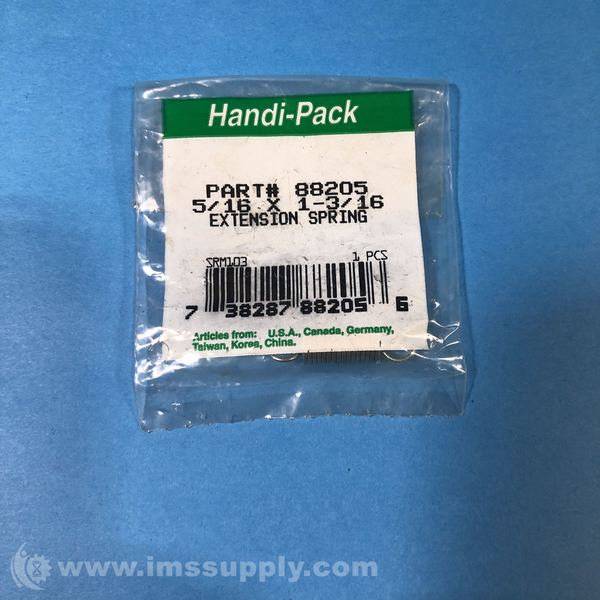 Handi-Pack
PART# 88205
5/16 X 1-3/16
EXTENSION SPRING
SRM103 1 PCS
7 38287 88205 6
Articles from: U.S.A., Canada, Germany,
Taiwan, Korea, China.
www.imssupply.com